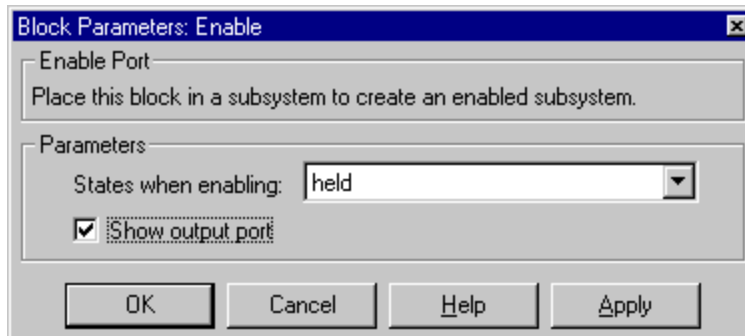 Block Parameters: Enable
Enable Port
Place this block in a subsystem to create an enabled subsystem.
Parameters
States when enabling: held
Show output port
OK Cancel Help Apply